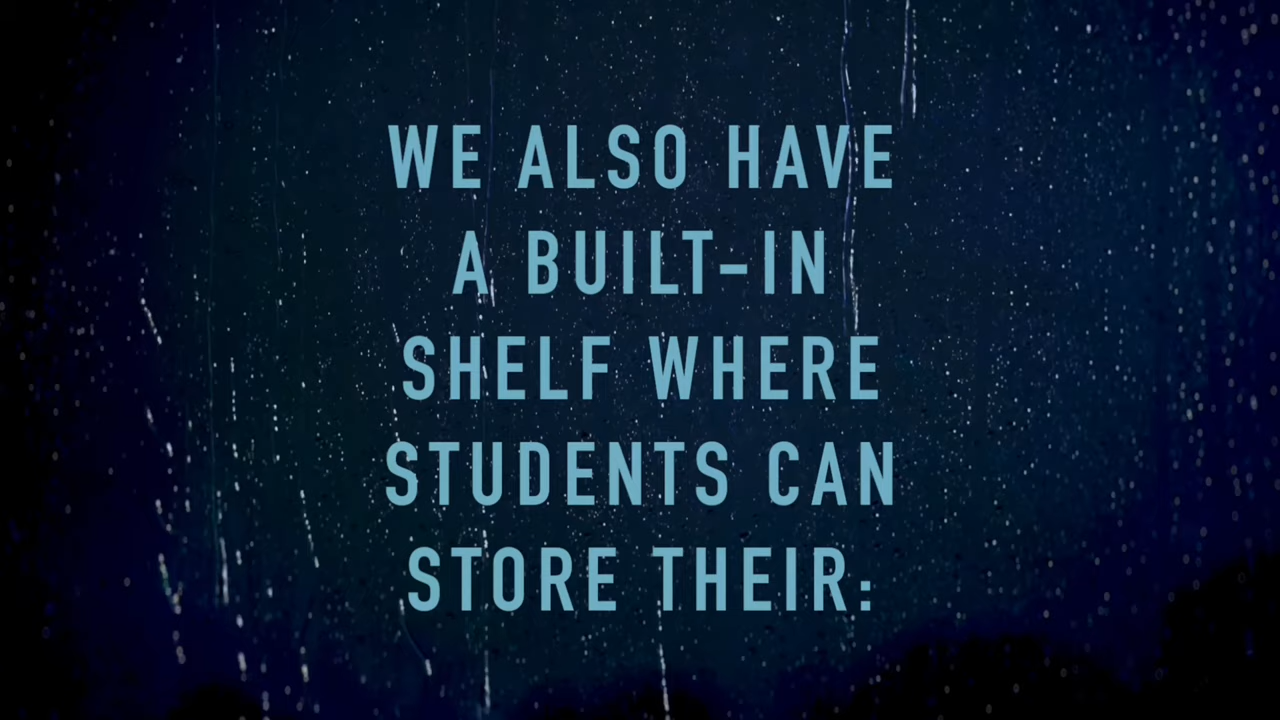 WE ALSO HAVE
A BUILT-IN
SHELF WHERE
STUDENTS CAN
STORE THEIR: